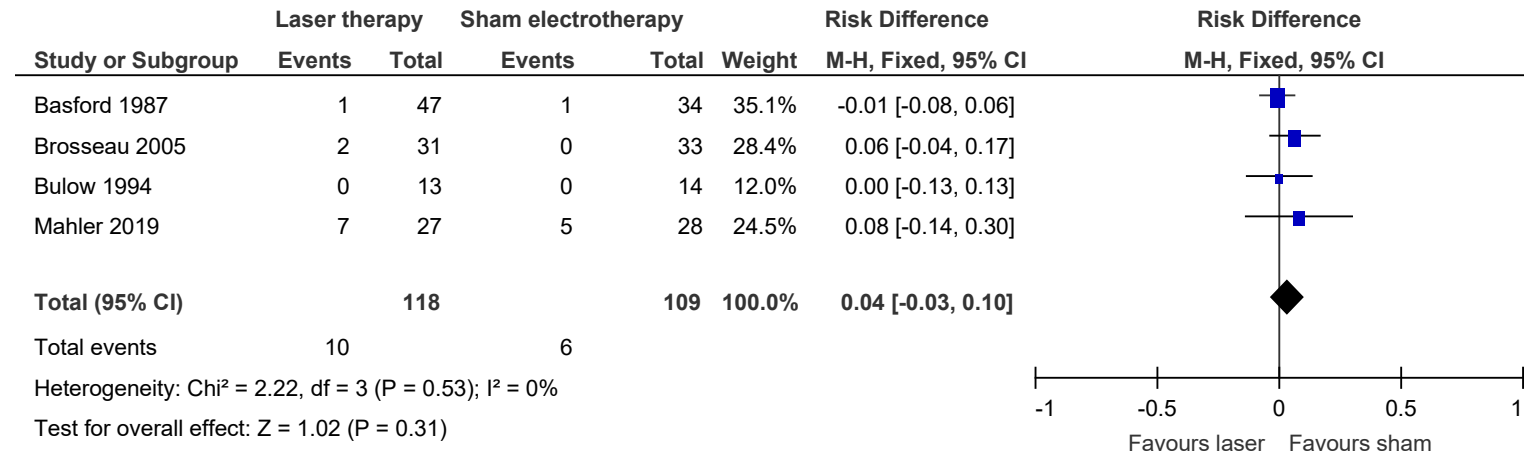 Laser therapy Sham electrotherapy Risk Difference Risk Difference
Study or Subgroup Events Total Events Total Weight M-H, Fixed, 95% CI M-H, Fixed, 95% CI
Basford 1987 1 47 1 34 35.1% -0.01 [-0.08, 0.06]
Brosseau 2005 2 31 0 33 28.4% 0.06 [-0.04, 0.17]
Bulow 1994 0 13 0 14 12.0% 0.00 [-0.13, 0.13]
Mahler 2019 7 27 5 28 24.5% 0.08 [-0.14, 0.30]
Total (95% CI) 118 109 100.0% 0.04 [-0.03, 0.10]
Total events 10 6
Heterogeneity: Chi² = 2.22, df = 3 (P = 0.53); I² = 0%
Test for overall effect: Z = 1.02 (P = 0.31)
-1 -0.5 0 0.5 1
Favours laser Favours sham